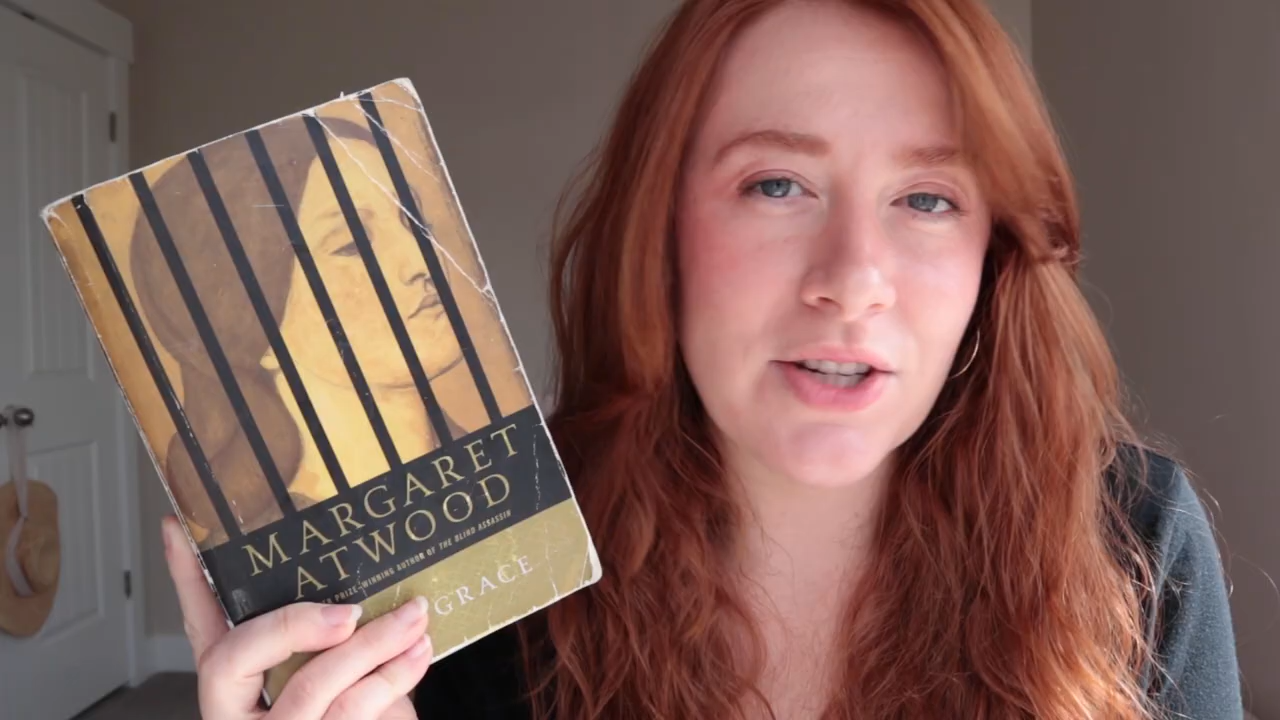 MARGARET
ATWOOD
PRIZE-WINNING AUTHOR OF THE BLIND ASSASSIN
GRACE